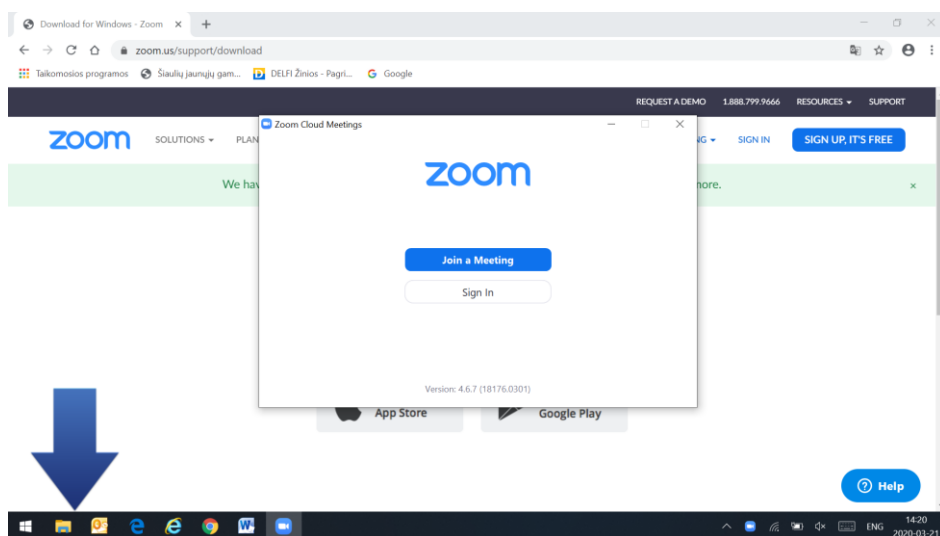 Download for Windows - Zoom
zoom.us/support/download
Taikomosios programos Šiaulių jaunųjų gam... DELFI Žinios - Pagri... Google
REQUEST A DEMO 1.888.799.9666 RESOURCES SUPPORT
zoom SOLUTIONS PLAN NG SIGN IN SIGN UP, IT'S FREE
Zoom Cloud Meetings
zoom
We hav nore.
Join a Meeting
Sign In
Version: 4.6.7 (18176.0301)
App Store Google Play
Help
ENG 14:20
2020-03-21